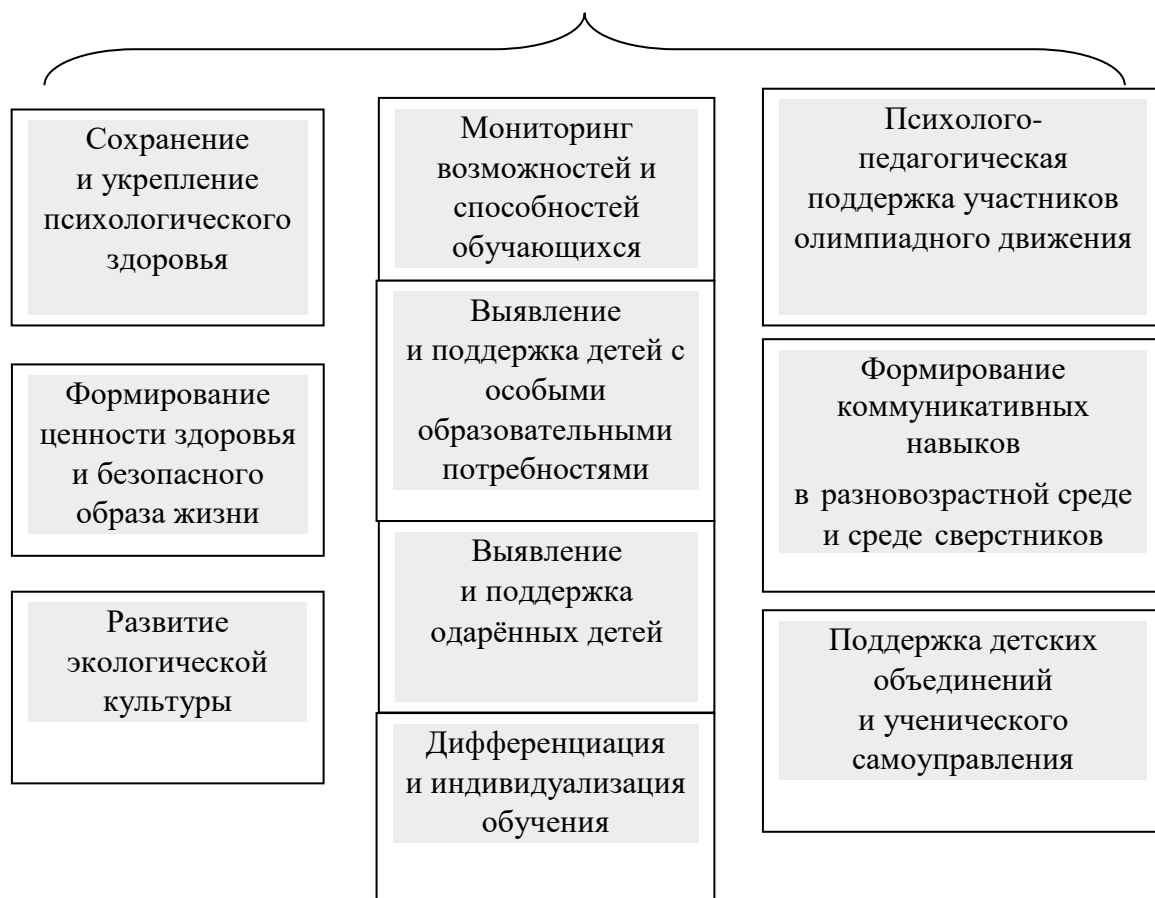 Сохранение
и укрепление
психологического
здоровья
Формирование
ценности здоровья
и безопасного
образа жизни
Развитие
экологической
культуры
Мониторинг
возможностей и
способностей
обучающихся
Выявление
и поддержка детей с
особыми
образовательными
потребностями
Выявление
и поддержка
одарённых детей
Дифференциация
и индивидуализация
обучения
Психолого-
педагогическая
поддержка участников
олимпиадного движения
Формирование
коммуникативных
навыков
в разновозрастной среде
и среде сверстников
Поддержка детских
объединений
и ученического
самоуправления